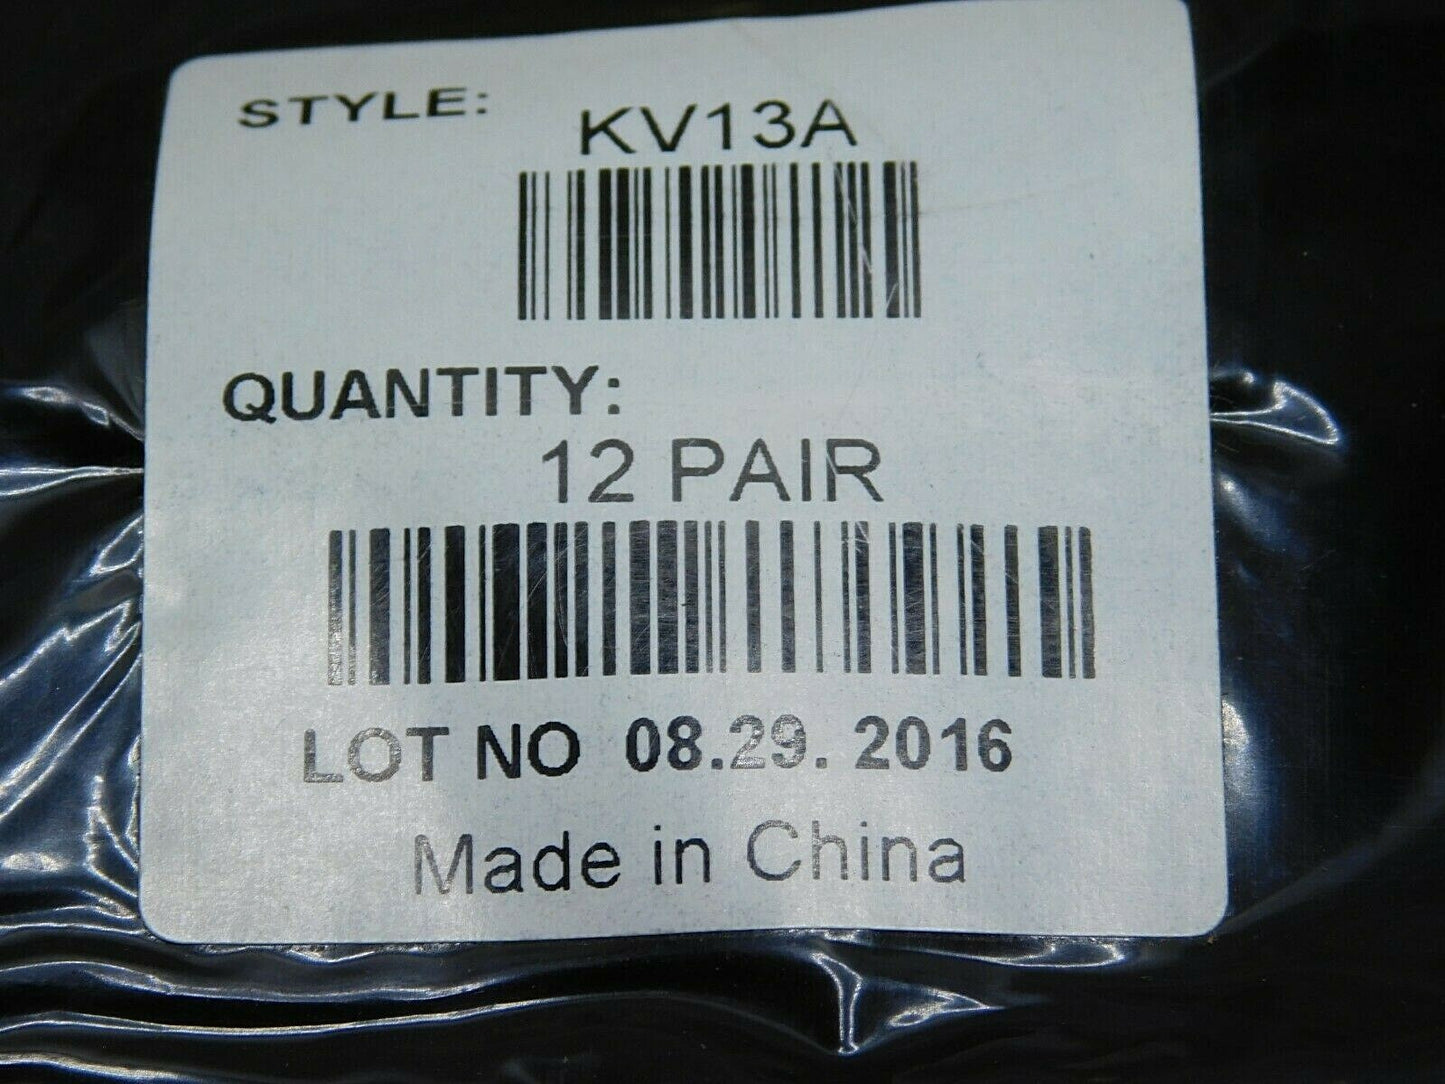 STYLE:
KV13A
QUANTITY:
12 PAIR
LOT NO 08.29. 2016
Made in China